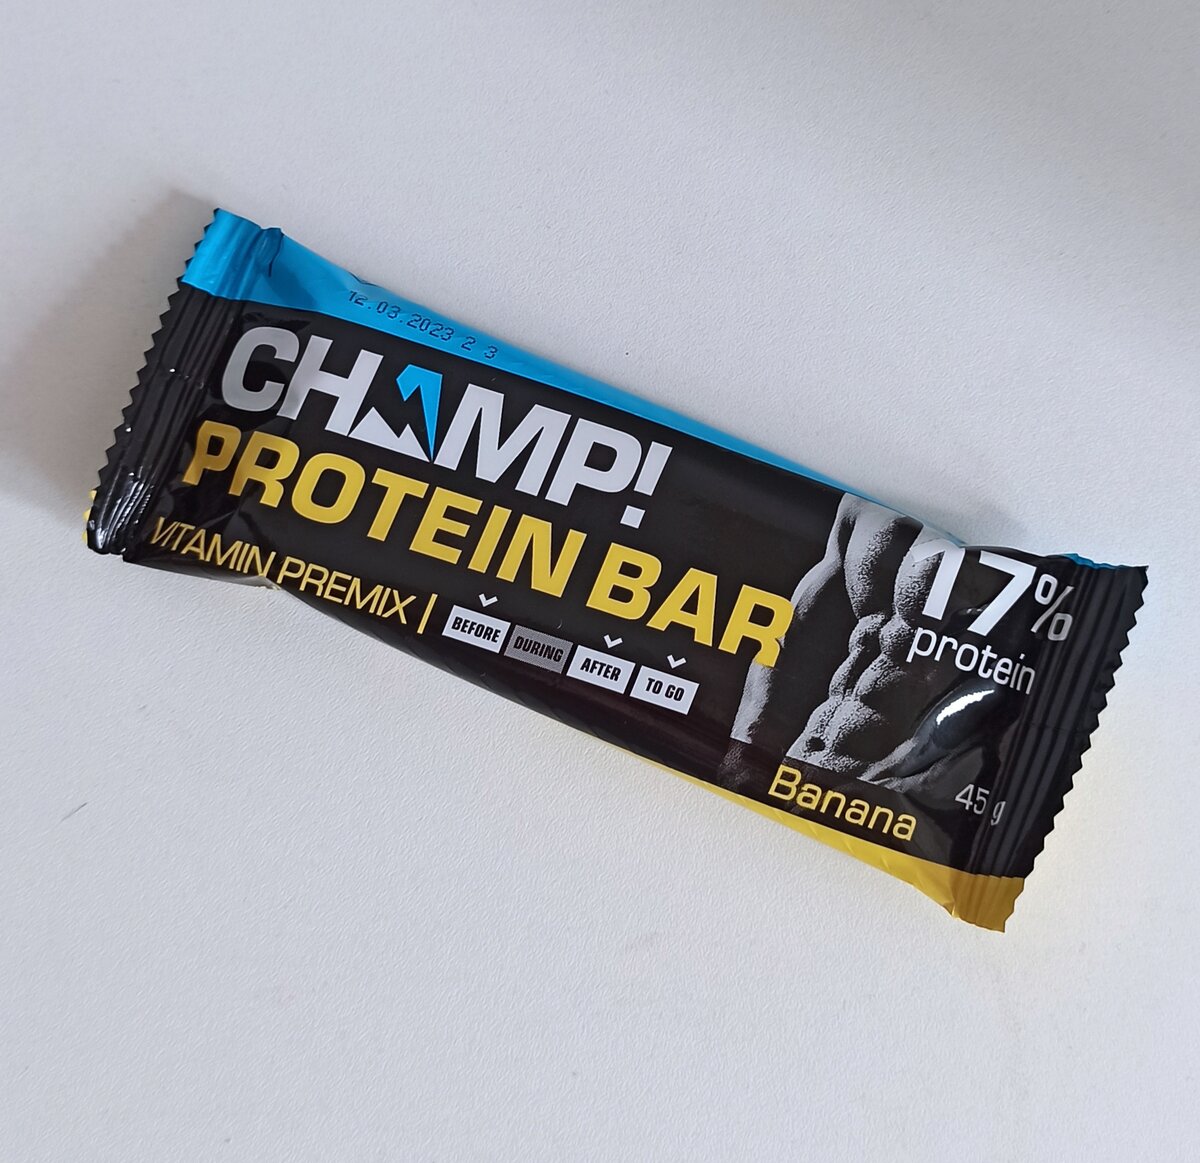 12.03.2023 2 3
CHAMP!
PROTEIN BAR
VITAMIN PREMIX |
BEFORE DURING AFTER TO GO
17%
protein
Banana
45 g